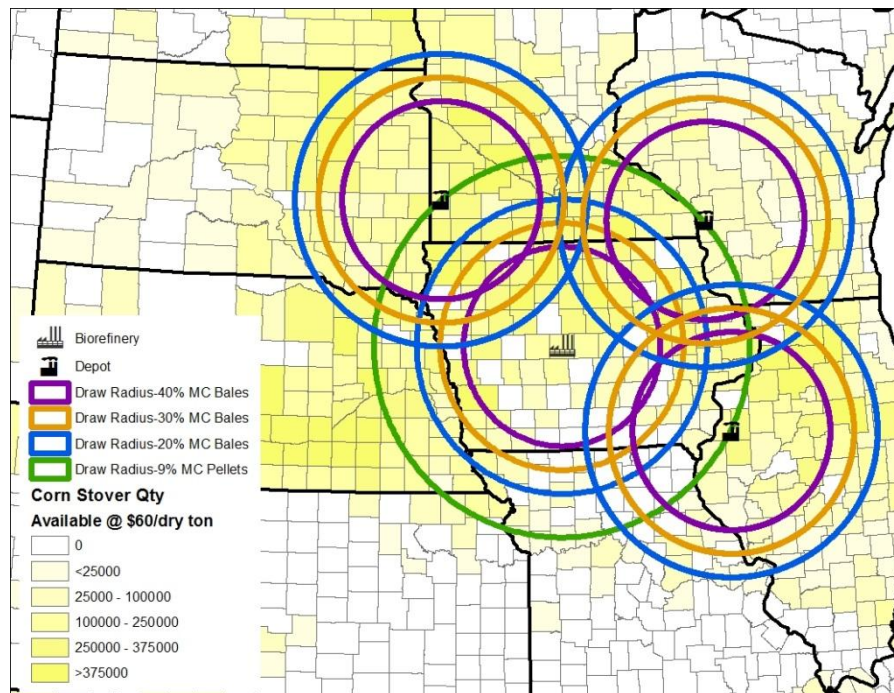 Biorefinery
Depot
Draw Radius-40% MC Bales
Draw Radius-30% MC Bales
Draw Radius-20% MC Bales
Draw Radius-9% MC Pellets
Corn Stover Qty
Available @ $60/dry ton
0
<25000
25000 - 100000
100000 - 250000
250000 - 375000
>375000